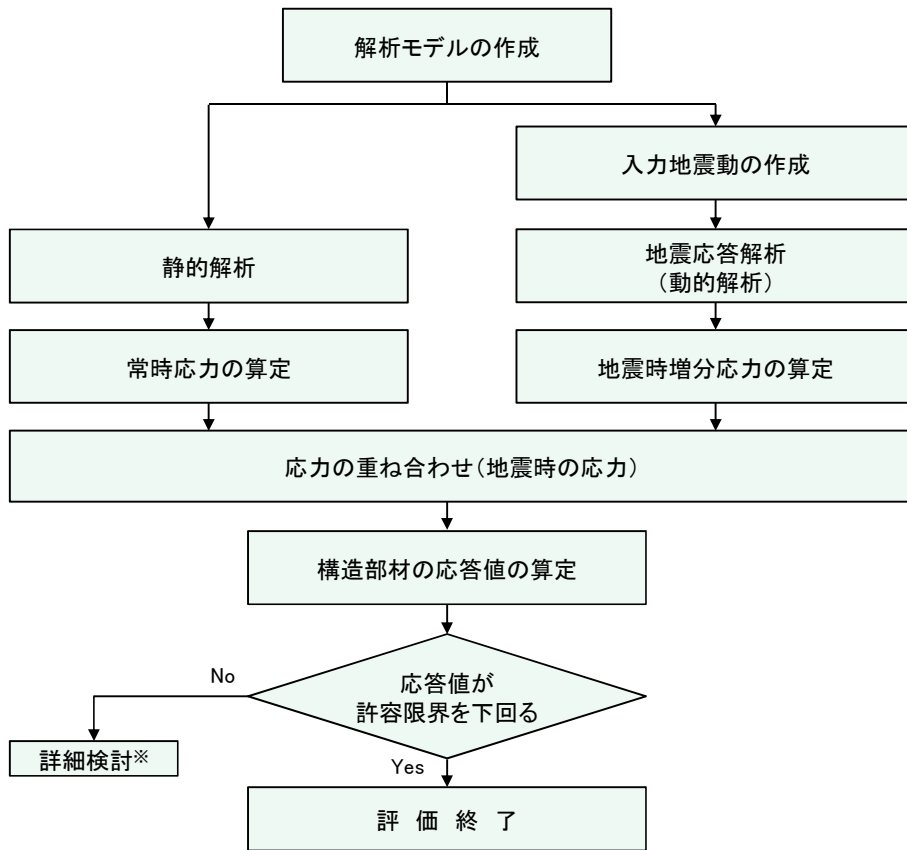 解析モデルの作成
入力地震動の作成
静的解析
地震応答解析
（動的解析）
常時応力の算定
地震時増分応力の算定
応力の重ね合わせ（地震時の応力）
構造部材の応答値の算定
No
応答値が
許容限界を下回る
詳細検討※
Yes
評 価 終 了